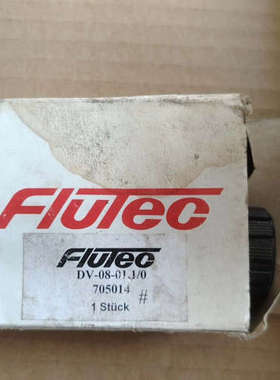 FLUTEC
FLUTEC
DV-08-01.1/0
705014
#
1 Stück